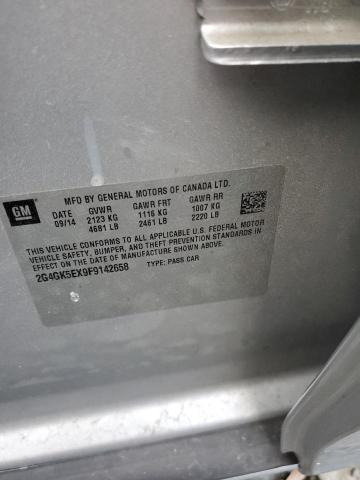 GM
MFD BY GENERAL MOTORS OF CANADA LTD.
DATE GVWR GAWR FRT GAWR RR
09/14 2123 KG 1116 KG 1007 KG
4681 LB 2461 LB 2220 LB
THIS VEHICLE CONFORMS TO ALL APPLICABLE U.S. FEDERAL MOTOR
VEHICLE SAFETY, BUMPER, AND THEFT PREVENTION STANDARDS IN
EFFECT ON THE DATE OF MANUFACTURE SHOWN ABOVE.
2G4GK5EX9F9142658 TYPE: PASS CAR